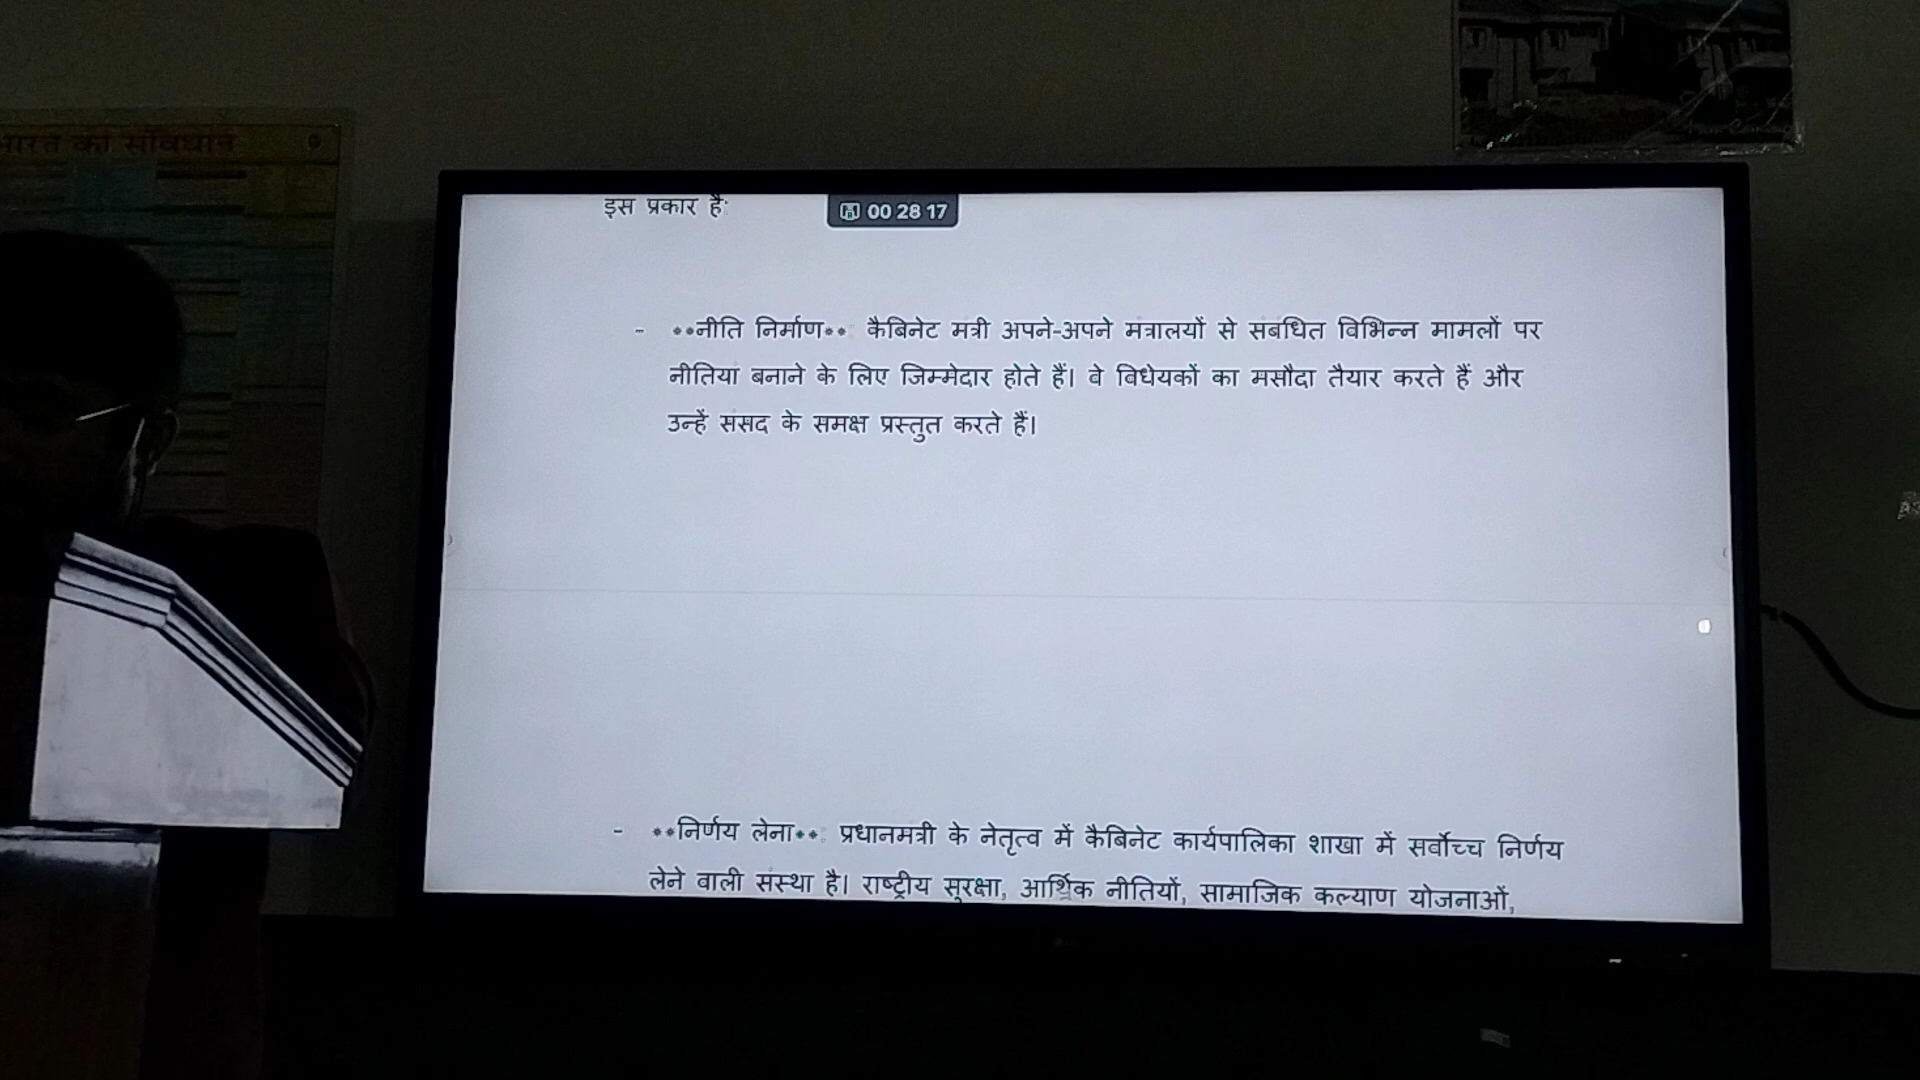 भारत का संविधान
इस प्रकार हैं:
00 28 17
- **नीति निर्माण**: कैबिनेट मंत्री अपने-अपने मंत्रालयों से संबंधित विभिन्न मामलों पर
नीतियां बनाने के लिए जिम्मेदार होते हैं। वे विधेयकों का मसौदा तैयार करते हैं और
उन्हें संसद के समक्ष प्रस्तुत करते हैं।
- **निर्णय लेना**: प्रधानमंत्री के नेतृत्व में कैबिनेट कार्यपालिका शाखा में सर्वोच्च निर्णय
लेने वाली संस्था है। राष्ट्रीय सुरक्षा, आर्थिक नीतियों, सामाजिक कल्याण योजनाओं,